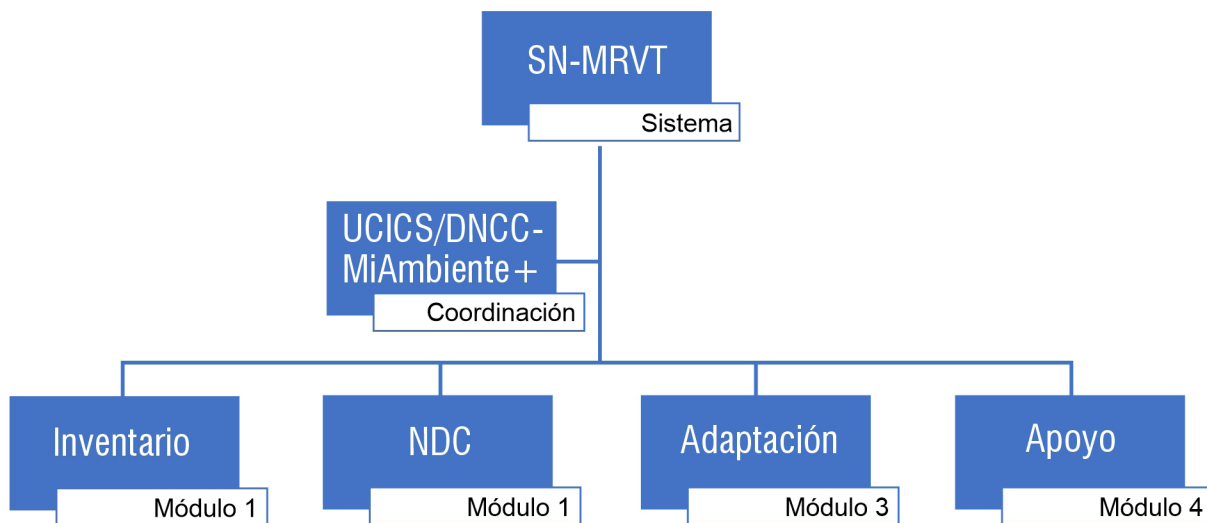 SN-MRVT
Sistema
UCICS/DNCC-
MiAmbiente+
Coordinación
Inventario
Módulo 1
NDC
Módulo 1
Adaptación
Módulo 3
Apoyo
Módulo 4